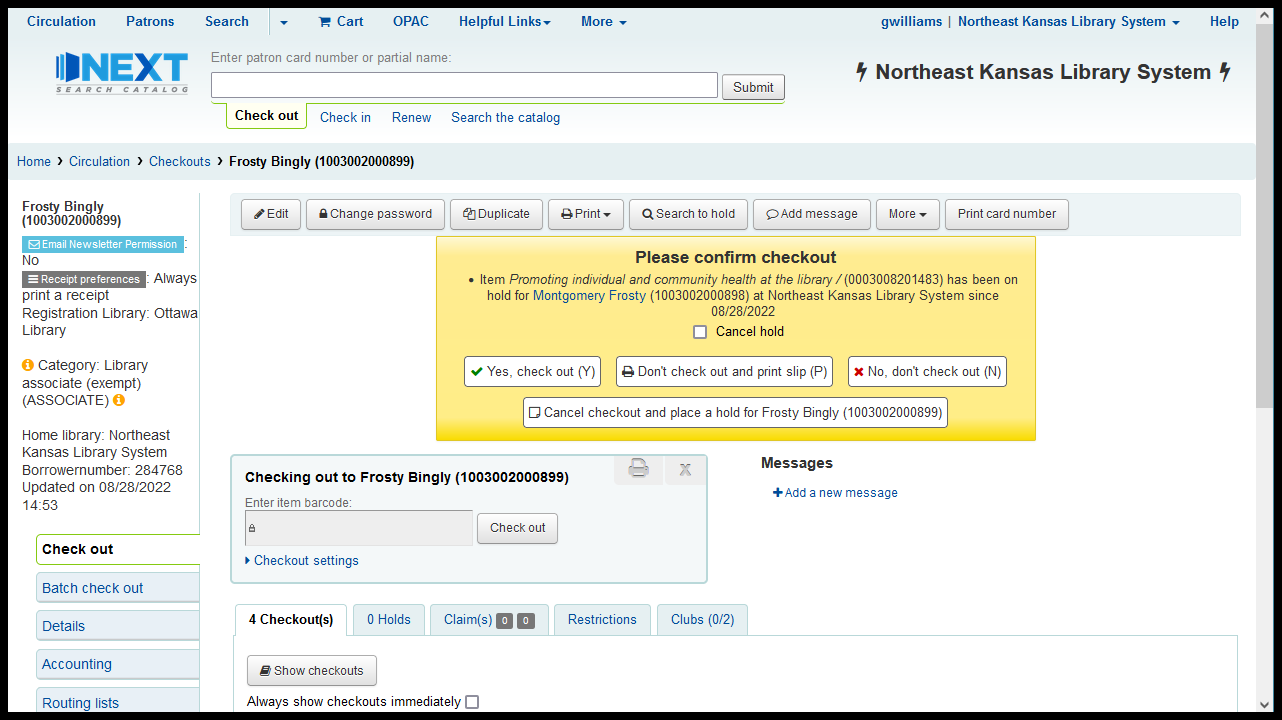 Circulation Patrons Search Cart OPAC Helpful Links More gwilliams | Northeast Kansas Library System Help
NEXT
SEARCH CATALOG
Enter patron card number or partial name:
Submit
Northeast Kansas Library System
Check out Check in Renew Search the catalog
Home › Circulation › Checkouts › Frosty Bingly (1003002000899)
Frosty Bingly
(1003002000899)
Email Newsletter Permission :
No
Receipt preferences : Always
print a receipt
Registration Library: Ottawa
Library
Category: Library
associate (exempt)
(ASSOCIATE)
Home library: Northeast
Kansas Library System
Borrowernumber: 284768
Updated on 08/28/2022
14:53
Check out
Batch check out
Details
Accounting
Routing lists
Edit Change password Duplicate Print Search to hold Add message More Print card number
Please confirm checkout
• Item Promoting individual and community health at the library / (0003008201483) has been on
hold for Montgomery Frosty (1003002000898) at Northeast Kansas Library System since
08/28/2022
Cancel hold
Yes, check out (Y) Don't check out and print slip (P) No, don't check out (N)
Cancel checkout and place a hold for Frosty Bingly (1003002000899)
Checking out to Frosty Bingly (1003002000899) x
Enter item barcode:
Check out
Checkout settings
Messages
Add a new message
4 Checkout(s) 0 Holds Claim(s) 0 0 Restrictions Clubs (0/2)
Show checkouts
Always show checkouts immediately